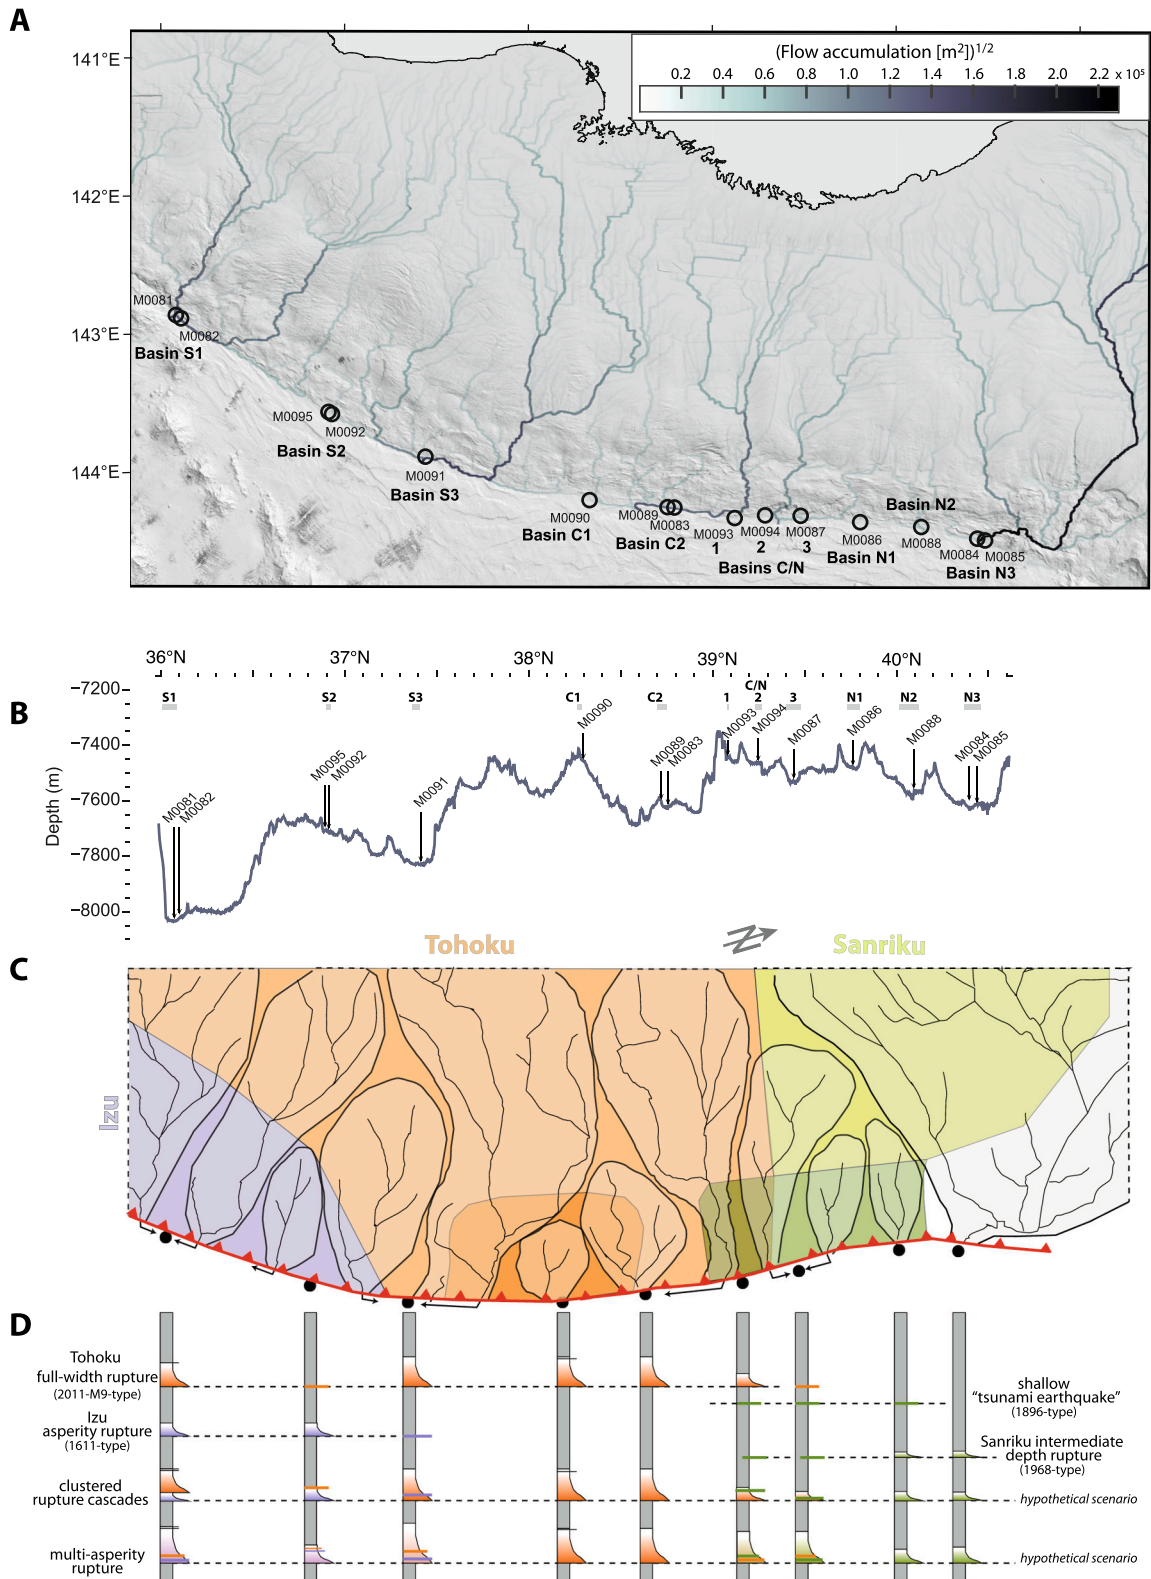 A
(Flow accumulation [m²])1/2
0.2 0.4 0.6 0.8 1.0 1.2 1.4 1.6 1.8 2.0 2.2 x 10⁵
141°E
142°E
143°E
144°E
M0081
M0082
Basin S1
M0095
M0092
Basin S2
M0091
Basin S3
M0090
Basin C1
M0089
M0083
Basin C2
M0093
1
M0094
2
M0087
3
Basins C/N
M0086
Basin N1
Basin N2
M0088
M0084
M0085
Basin N3
36°N 37°N 38°N 39°N 40°N
B
Depth (m)
−7200
−7400
−7600
−7800
−8000
S1 S2 S3 C1 C2 C/N 1 2 3 N1 N2 N3
M0081
M0082
M0095
M0092
M0091
M0090
M0089
M0083
M0093
M0094
M0087
M0086
M0088
M0084
M0085
C
Tohoku
Sanriku
Izu
D
Tohoku
full-width rupture
(2011-M9-type)
Izu
asperity rupture
(1611-type)
clustered
rupture cascades
multi-asperity
rupture
shallow
"tsunami earthquake"
(1896-type)
Sanriku intermediate
depth rupture
(1968-type)
hypothetical scenario
hypothetical scenario